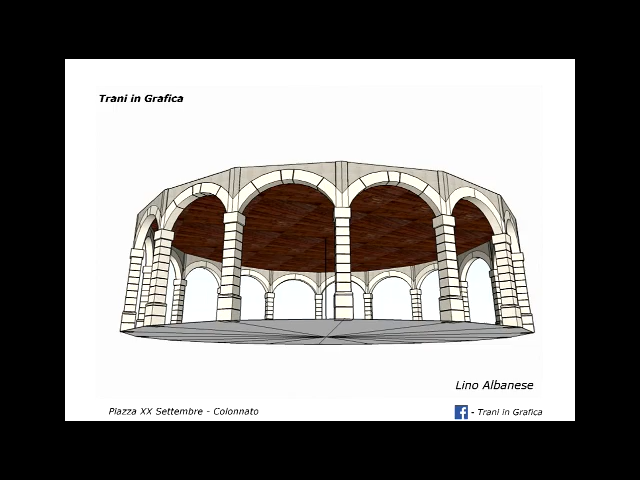 Trani in Grafica
Lino Albanese
Piazza XX Settembre - Colonnato
f - Trani in Grafica